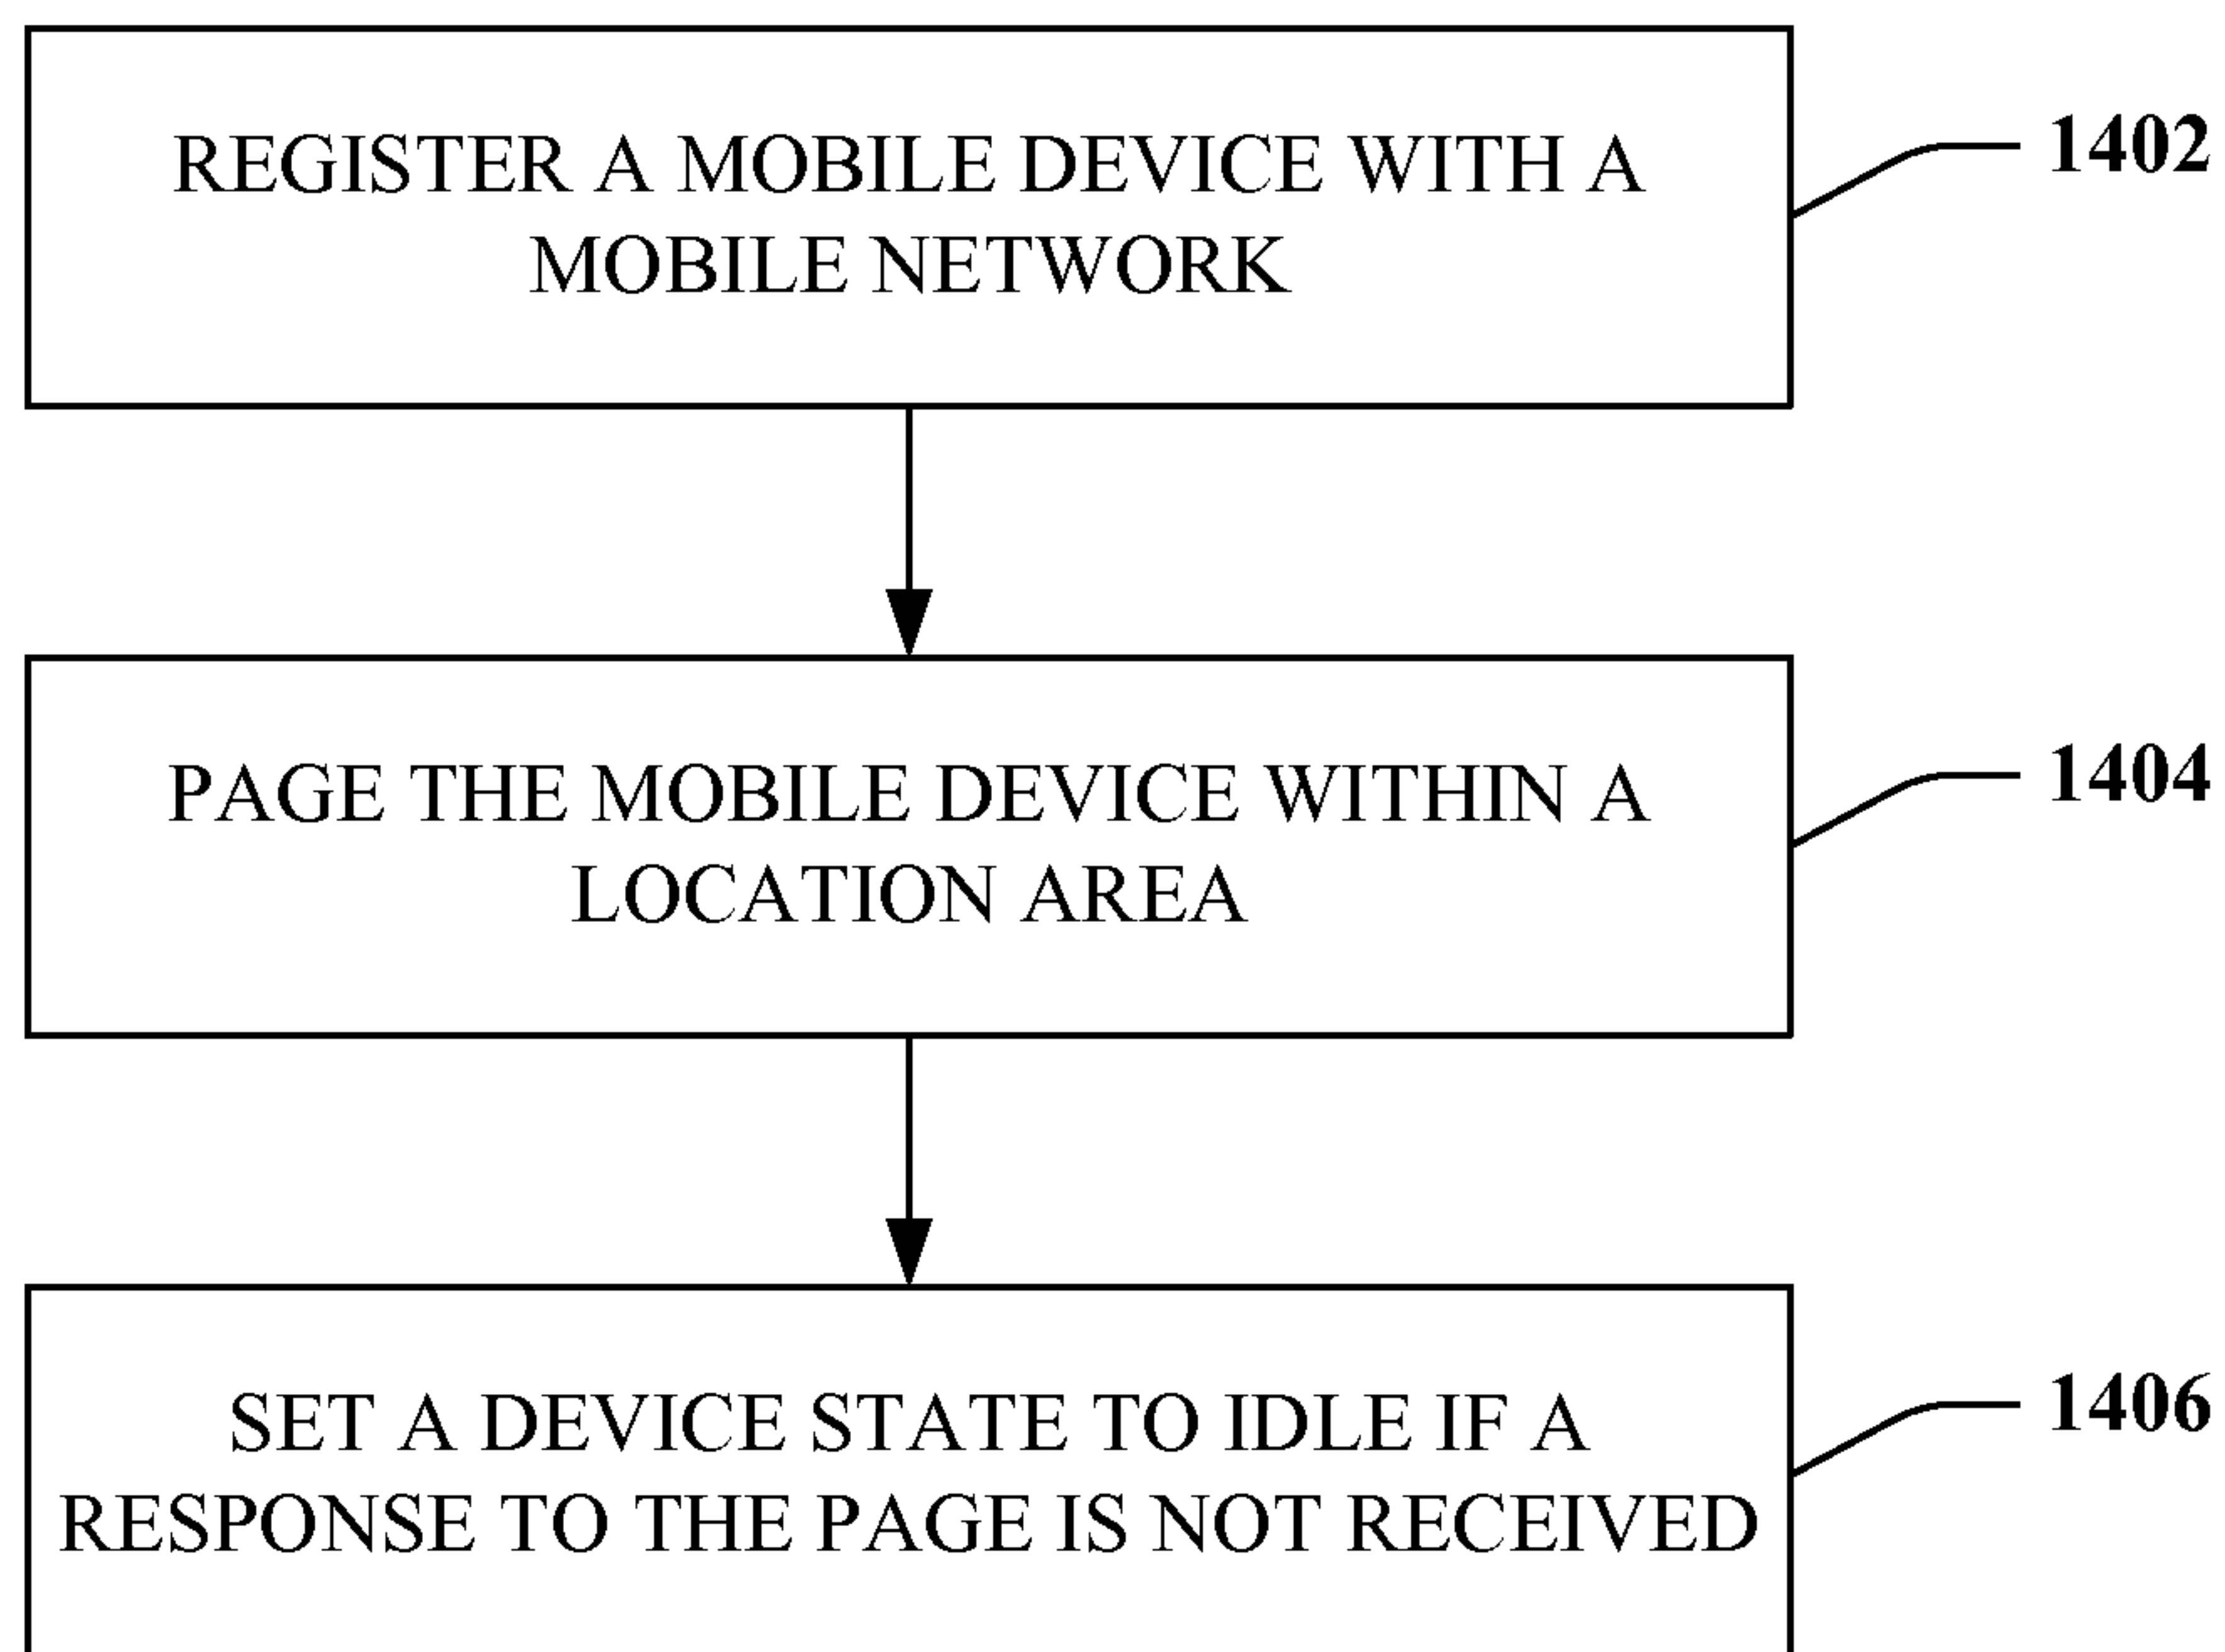 REGISTER A MOBILE DEVICE WITH A
MOBILE NETWORK
1402
PAGE THE MOBILE DEVICE WITHIN A
LOCATION AREA
1404
SET A DEVICE STATE TO IDLE IF A
RESPONSE TO THE PAGE IS NOT RECEIVED
1406